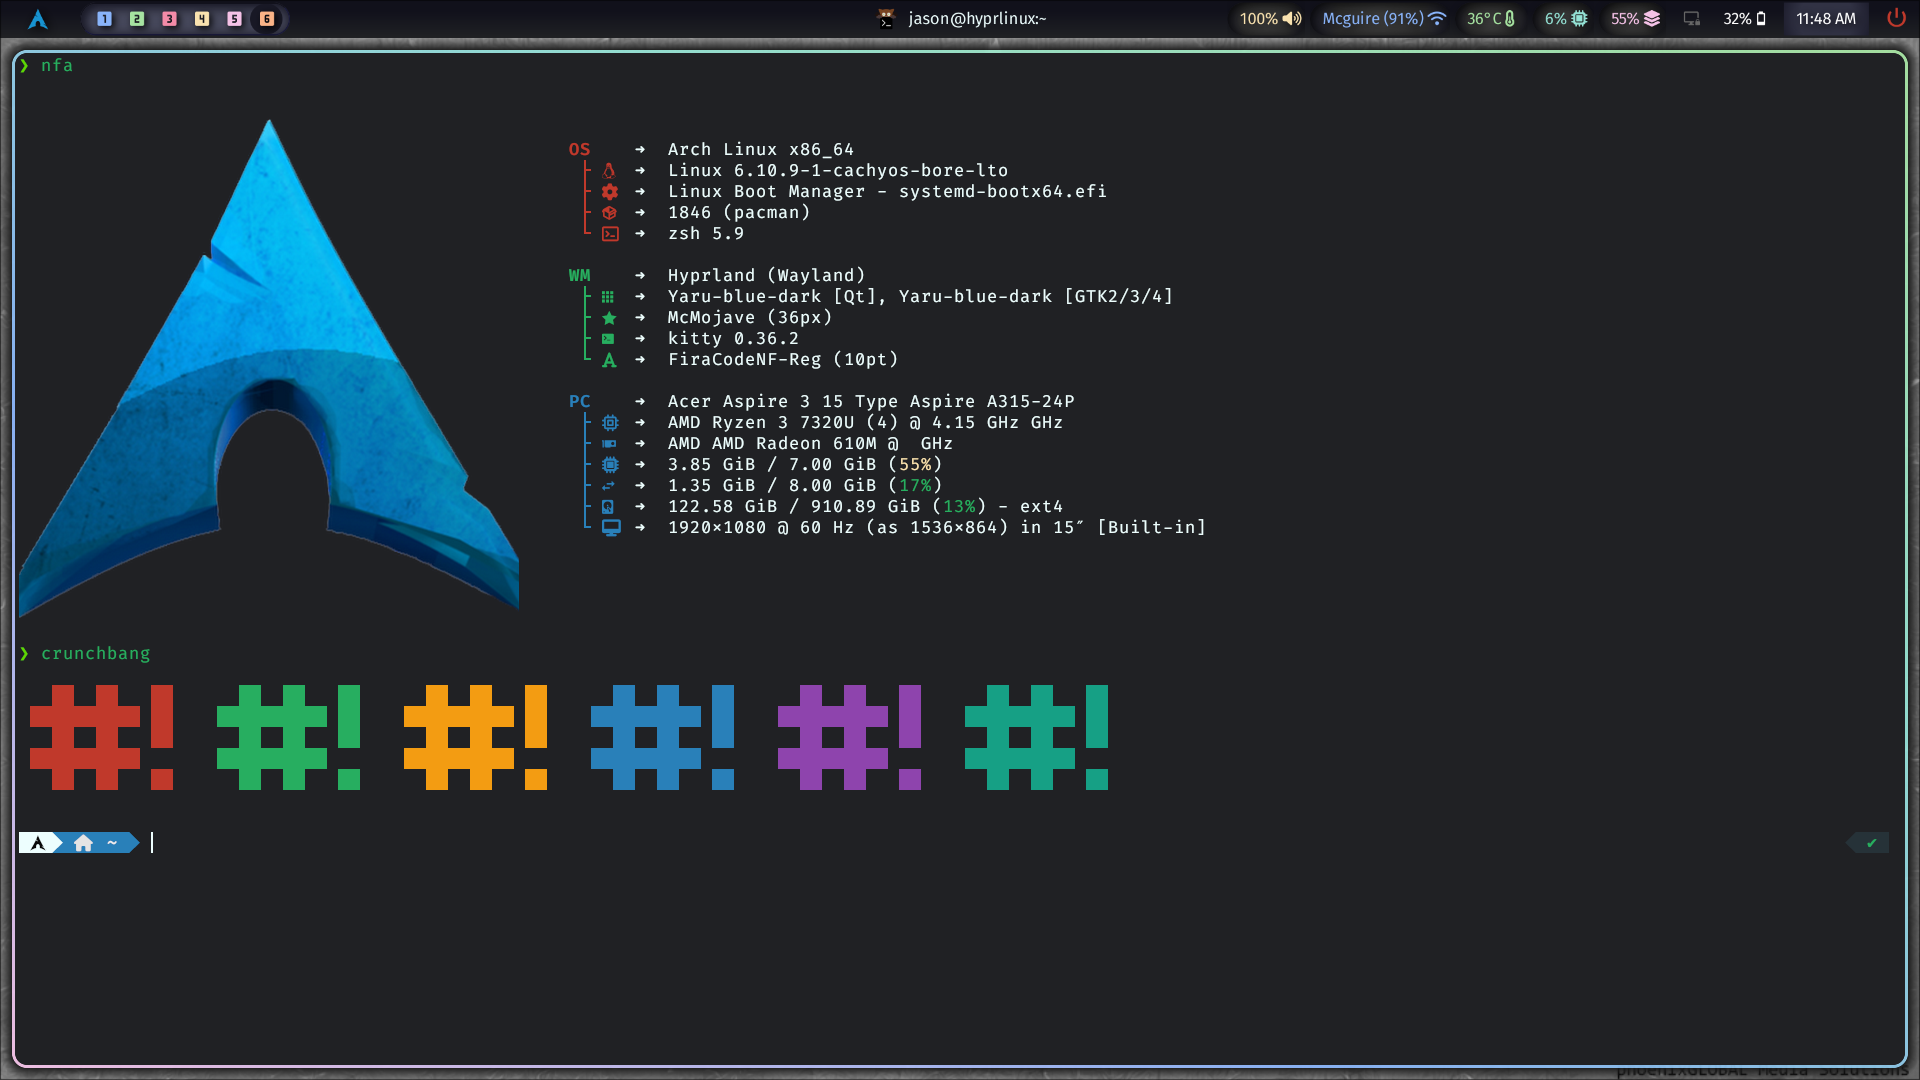 1 2 3 4 5 6 jason@hyprlinux:~ 100% Mcguire (91%) 36°C 6% 55% 32% 11:48 AM
❯ nfa
OS ➜ Arch Linux x86_64
➜ Linux 6.10.9-1-cachyos-bore-lto
➜ Linux Boot Manager - systemd-bootx64.efi
➜ 1846 (pacman)
➜ zsh 5.9
WM ➜ Hyprland (Wayland)
➜ Yaru-blue-dark [Qt], Yaru-blue-dark [GTK2/3/4]
➜ McMojave (36px)
➜ kitty 0.36.2
➜ FiraCodeNF-Reg (10pt)
PC ➜ Acer Aspire 3 15 Type Aspire A315-24P
➜ AMD Ryzen 3 7320U (4) @ 4.15 GHz GHz
➜ AMD AMD Radeon 610M @  GHz
➜ 3.85 GiB / 7.00 GiB (55%)
➜ 1.35 GiB / 8.00 GiB (17%)
➜ 122.58 GiB / 910.89 GiB (13%) - ext4
➜ 1920×1080 @ 60 Hz (as 1536×864) in 15″ [Built-in]
❯ crunchbang
#! #! #! #! #! #!
~ ✔
phoenixGLOBAL Media Solutions